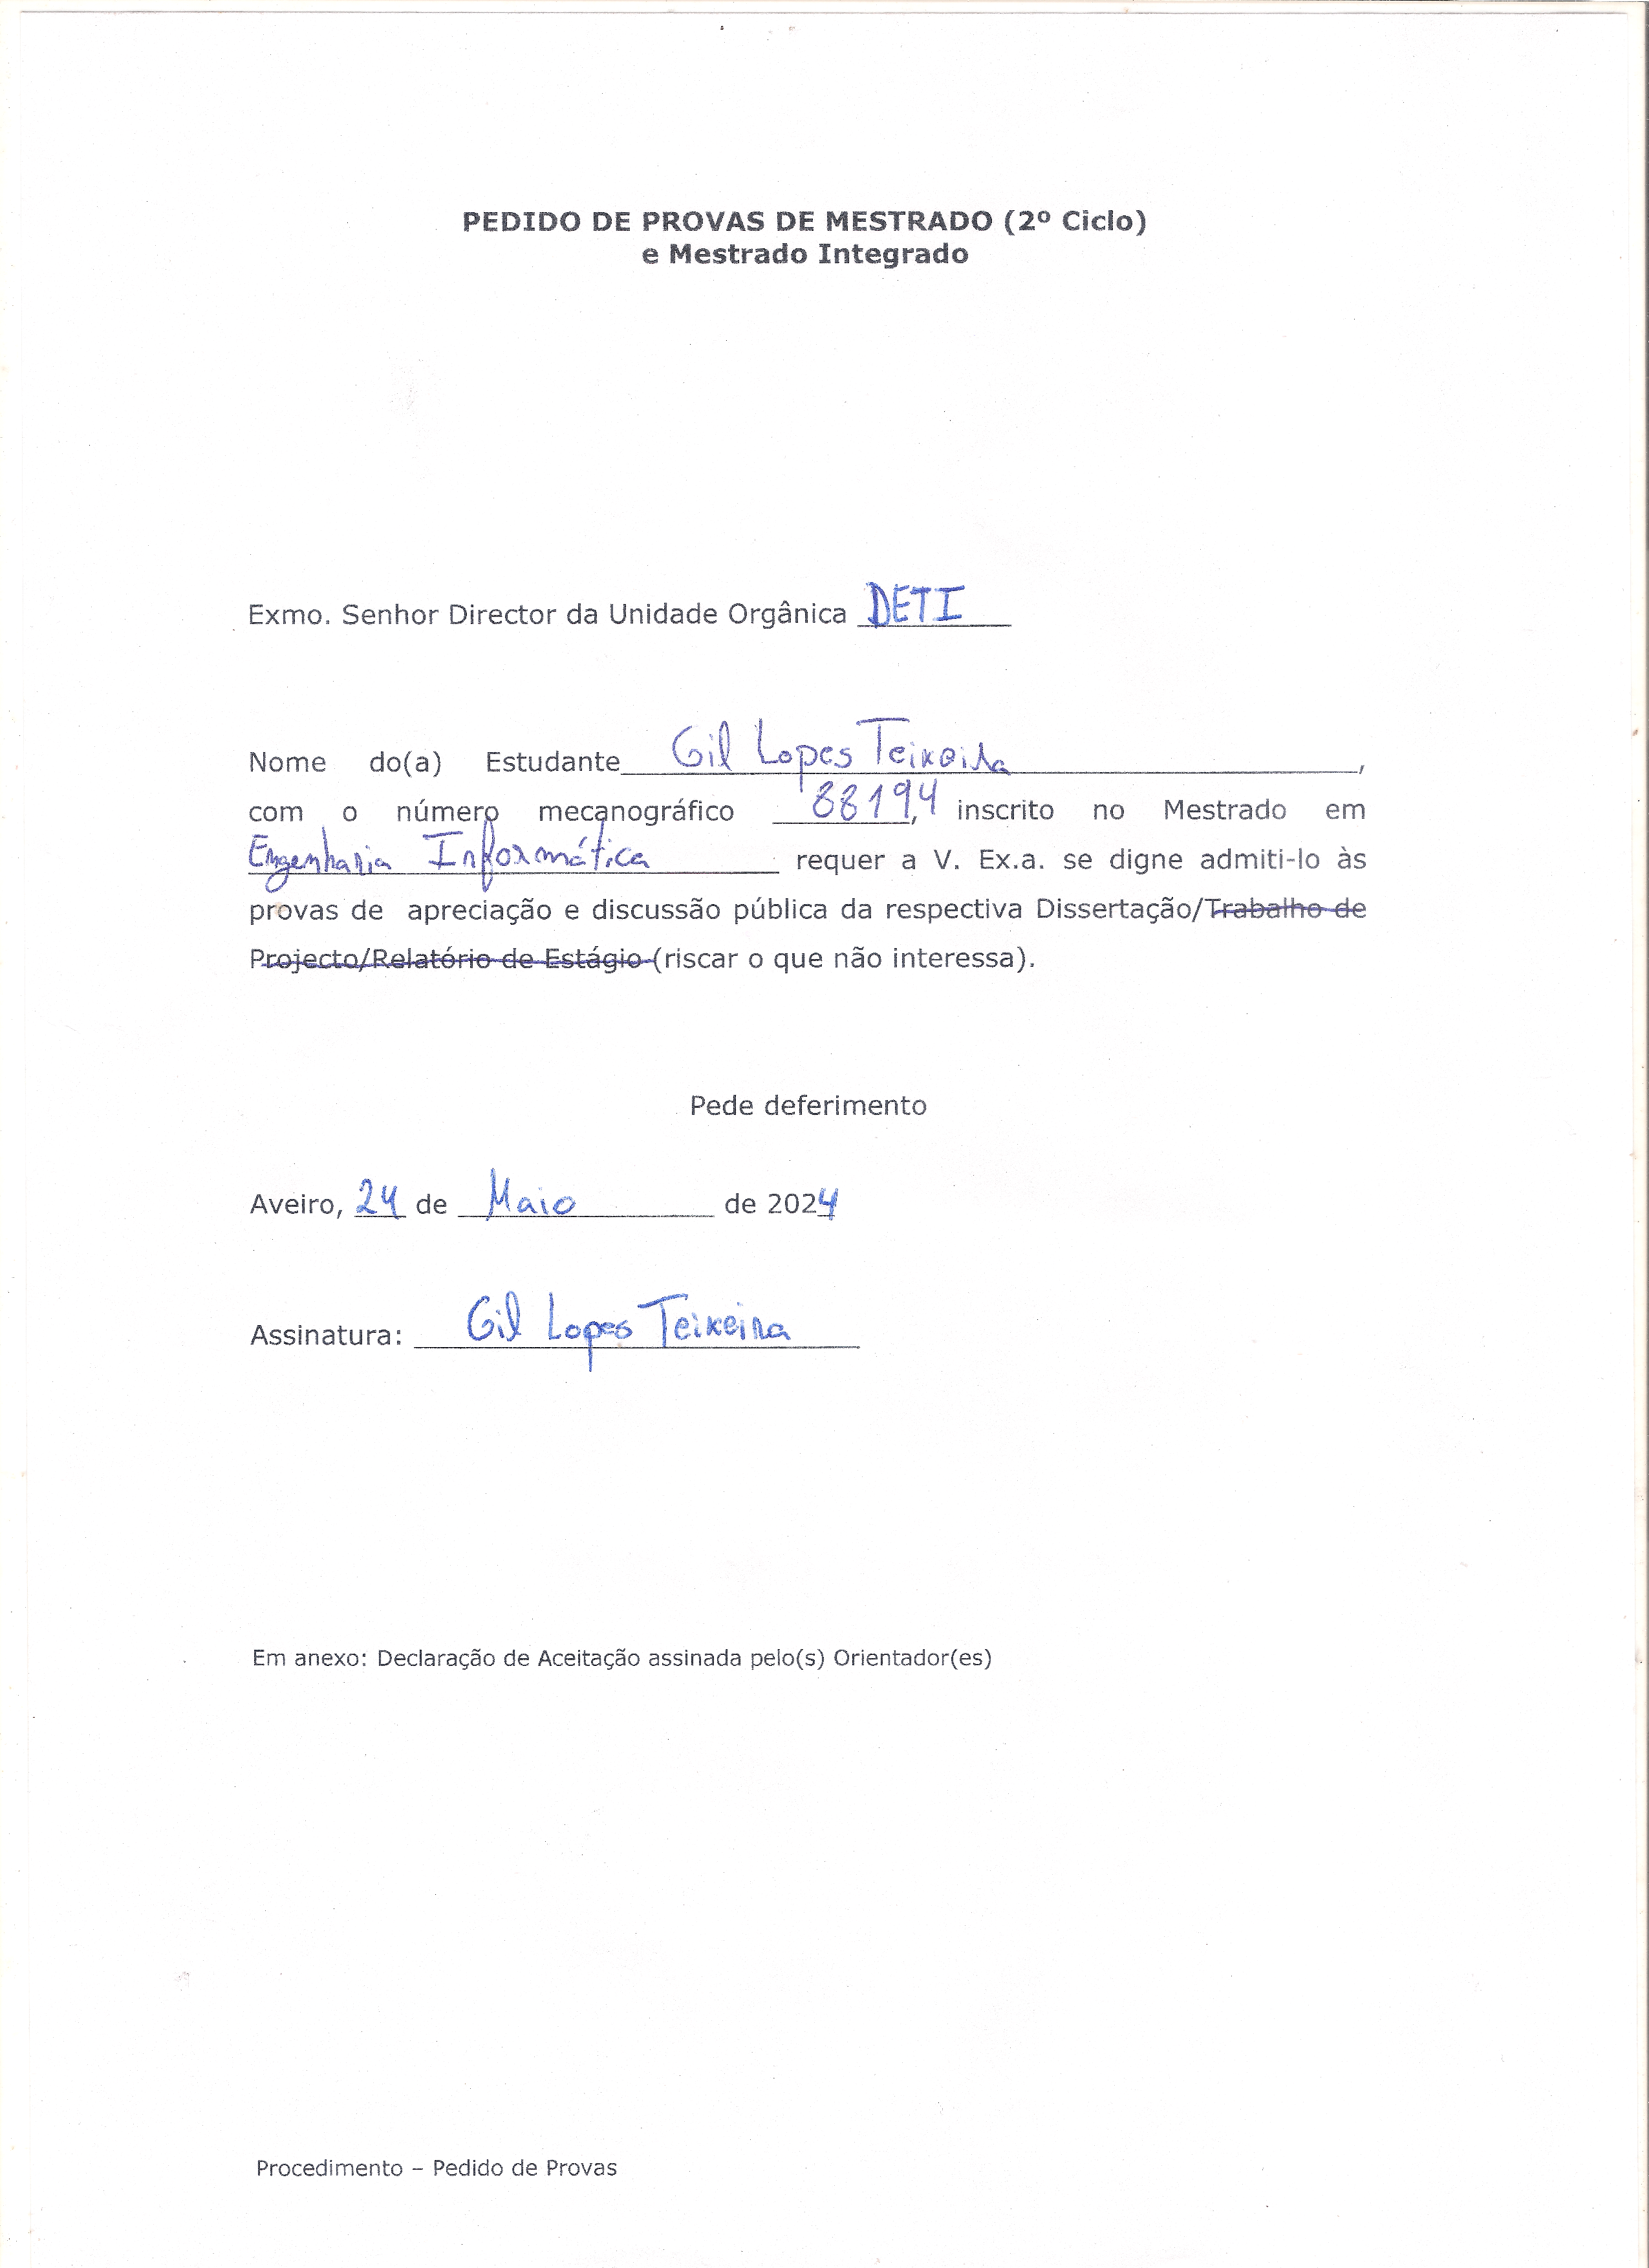 PEDIDO DE PROVAS DE MESTRADO (2º Ciclo)
e Mestrado Integrado
Exmo. Senhor Director da Unidade Orgânica DETI
Nome do(a) Estudante Gil Lopes Teixeira,
com o número mecanográfico 88194, inscrito no Mestrado em
Engenharia Informática requer a V. Ex.a. se digne admiti-lo às
provas de apreciação e discussão pública da respectiva Dissertação/Trabalho de
Projecto/Relatório de Estágio (riscar o que não interessa).
Pede deferimento
Aveiro, 24 de Maio de 2024
Assinatura: Gil Lopes Teixeira
Em anexo: Declaração de Aceitação assinada pelo(s) Orientador(es)
Procedimento – Pedido de Provas